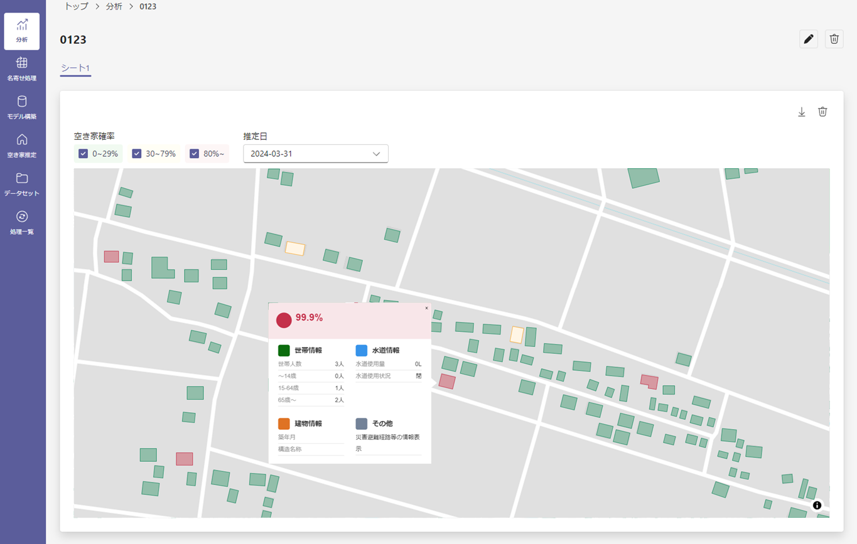 トップ > 分析 > 0123
分析
名寄せ処理
モデル構築
空き家推定
データセット
処理一覧
0123
シート1
空き家確率
0~29%
30~79%
80%~
推定日
2024-03-31
99.9%
世帯情報
世帯人数 3人
~14歳 0人
15-64歳 1人
65歳~ 2人
水道情報
水道使用量 0L
水道使用状況 閉
建物情報
築年月
構造名称
その他
災害避難経路等の情報表
示